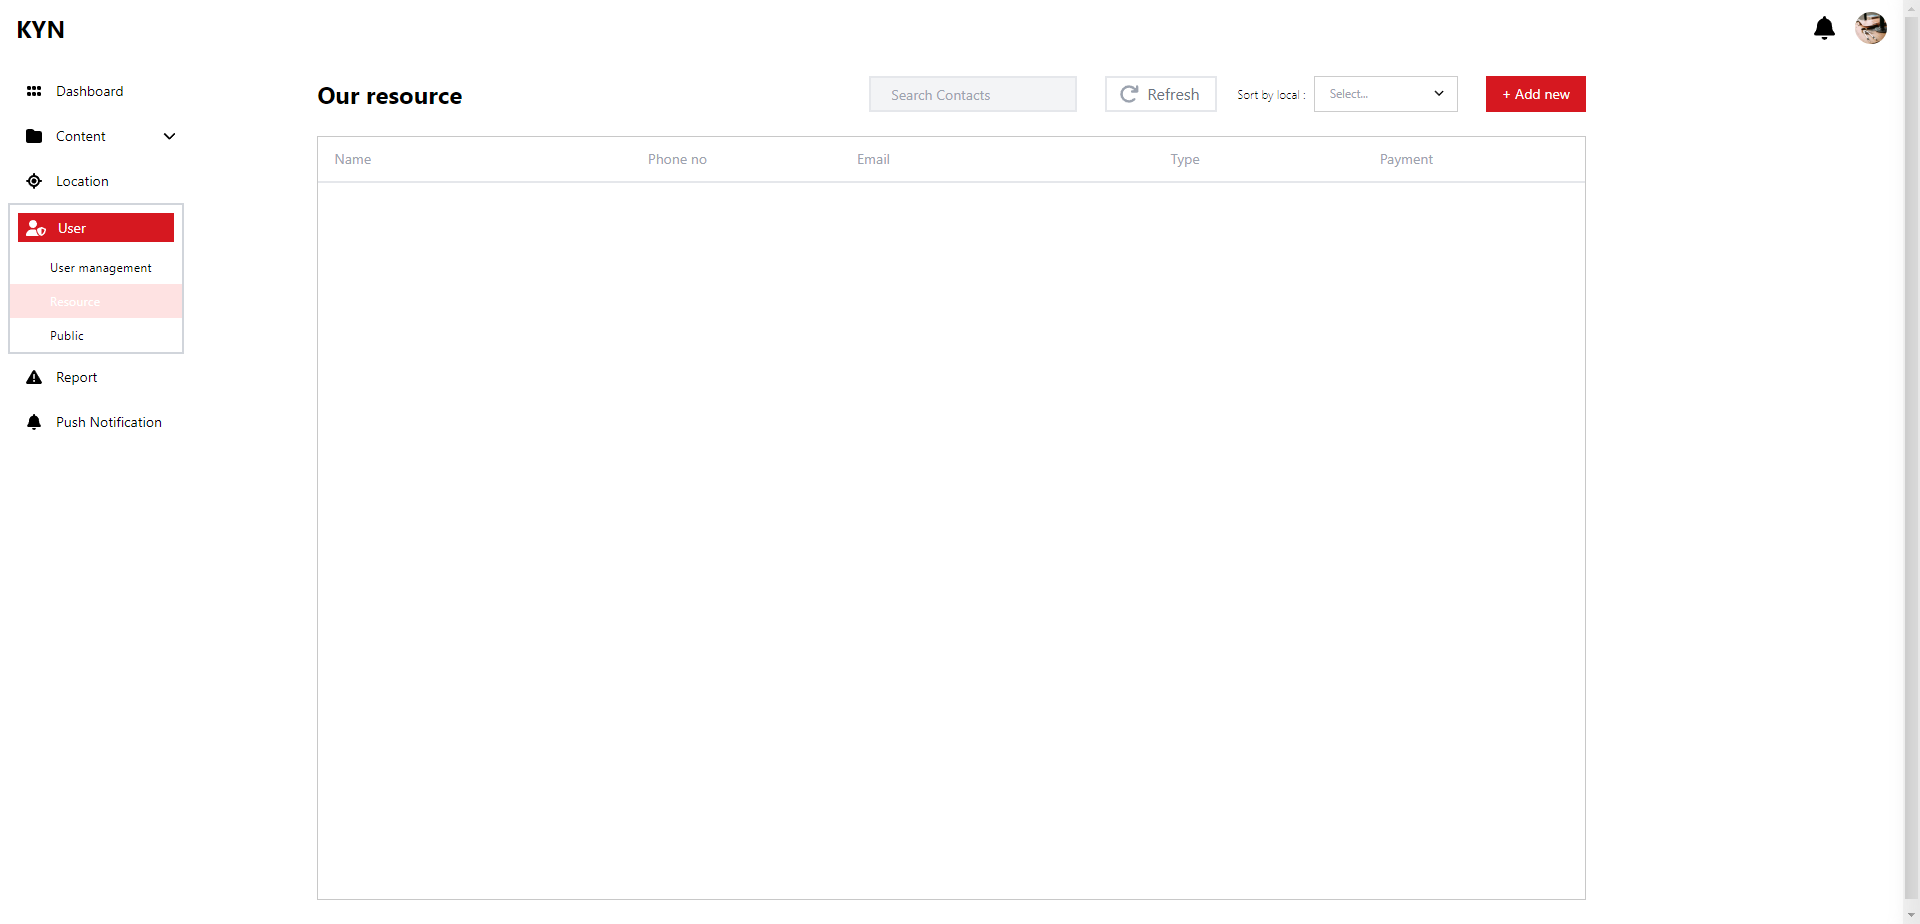 KYN
Dashboard
Content
Location
User
User management
Resource
Public
Report
Push Notification
Our resource
Search Contacts
Refresh
Sort by local :
Select...
+ Add new
Name Phone no Email Type Payment